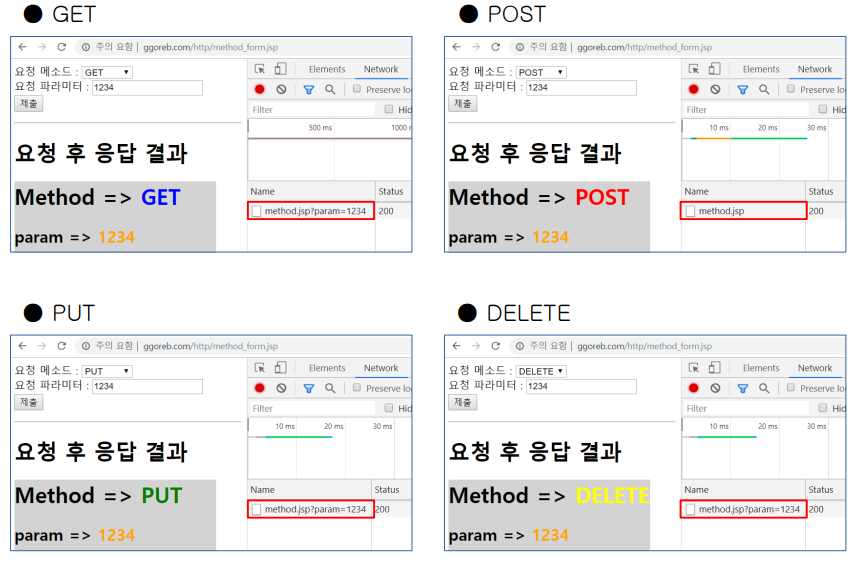 ● GET
주의 요함 | ggoreb.com/http/method_form.jsp
요청 메소드 : GET
요청 파라미터 : 1234
제출
요청 후 응답 결과
Method => GET
param => 1234
Elements Network
Preserve lo
Filter Hid
500 ms 1000 r
Name Status
method.jsp?param=1234 200
● POST
주의 요함 | ggoreb.com/http/method_form.jsp
요청 메소드 : POST
요청 파라미터 : 1234
제출
요청 후 응답 결과
Method => POST
param => 1234
Elements Network
Preserve lo
Filter Hid
10 ms 20 ms 30 ms
Name Status
method.jsp 200
● PUT
주의 요함 | ggoreb.com/http/method_form.jsp
요청 메소드 : PUT
요청 파라미터 : 1234
제출
요청 후 응답 결과
Method => PUT
param => 1234
Elements Network
Preserve lo
Filter Hid
10 ms 20 ms 30 ms
Name Status
method.jsp?param=1234 200
● DELETE
주의 요함 | ggoreb.com/http/method_form.jsp
요청 메소드 : DELETE
요청 파라미터 : 1234
제출
요청 후 응답 결과
Method => DELETE
param => 1234
Elements Network
Preserve lo
Filter Hid
10 ms 20 ms 30 ms
Name Status
method.jsp?param=1234 200